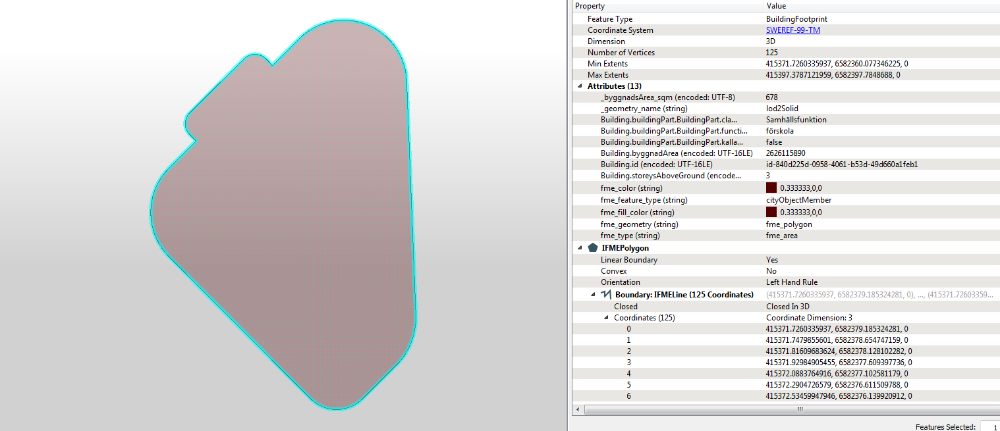 Property Value
Feature Type BuildingFootprint
Coordinate System SWEREF-99-TM
Dimension 3D
Number of Vertices 125
Min Extents 415371.7260335937, 6582360.077346225, 0
Max Extents 415397.3787121959, 6582397.7848688, 0
Attributes (13)
_byggnadsArea_sqm (encoded: UTF-8) 678
_geometry_name (string) lod2Solid
Building.buildingPart.BuildingPart.cla... Samhällsfunktion
Building.buildingPart.BuildingPart.functi... förskola
Building.buildingPart.BuildingPart.kalla... false
Building.byggnadArea (encoded: UTF-16LE) 2626115890
Building.id (encoded: UTF-16LE) id-840d225d-0958-4061-b53d-49d660a1feb1
Building.storeysAboveGround (encode... 3
fme_color (string) 0.333333,0,0
fme_feature_type (string) cityObjectMember
fme_fill_color (string) 0.333333,0,0
fme_geometry (string) fme_polygon
fme_type (string) fme_area
IFMEPolygon
Linear Boundary Yes
Convex No
Orientation Left Hand Rule
Boundary: IFMELine (125 Coordinates) (415371.7260335937, 6582379.185324281, 0), ..., (415371.72603359...
Closed Closed In 3D
Coordinates (125) Coordinate Dimension: 3
0 415371.7260335937, 6582379.185324281, 0
1 415371.7479855601, 6582378.654747159, 0
2 415371.81609683624, 6582378.128102282, 0
3 415371.92984905455, 6582377.609397736, 0
4 415372.0883764916, 6582377.102581179, 0
5 415372.2904726579, 6582376.611509788, 0
6 415372.53459947946, 6582376.139920912, 0
Features Selected: 1